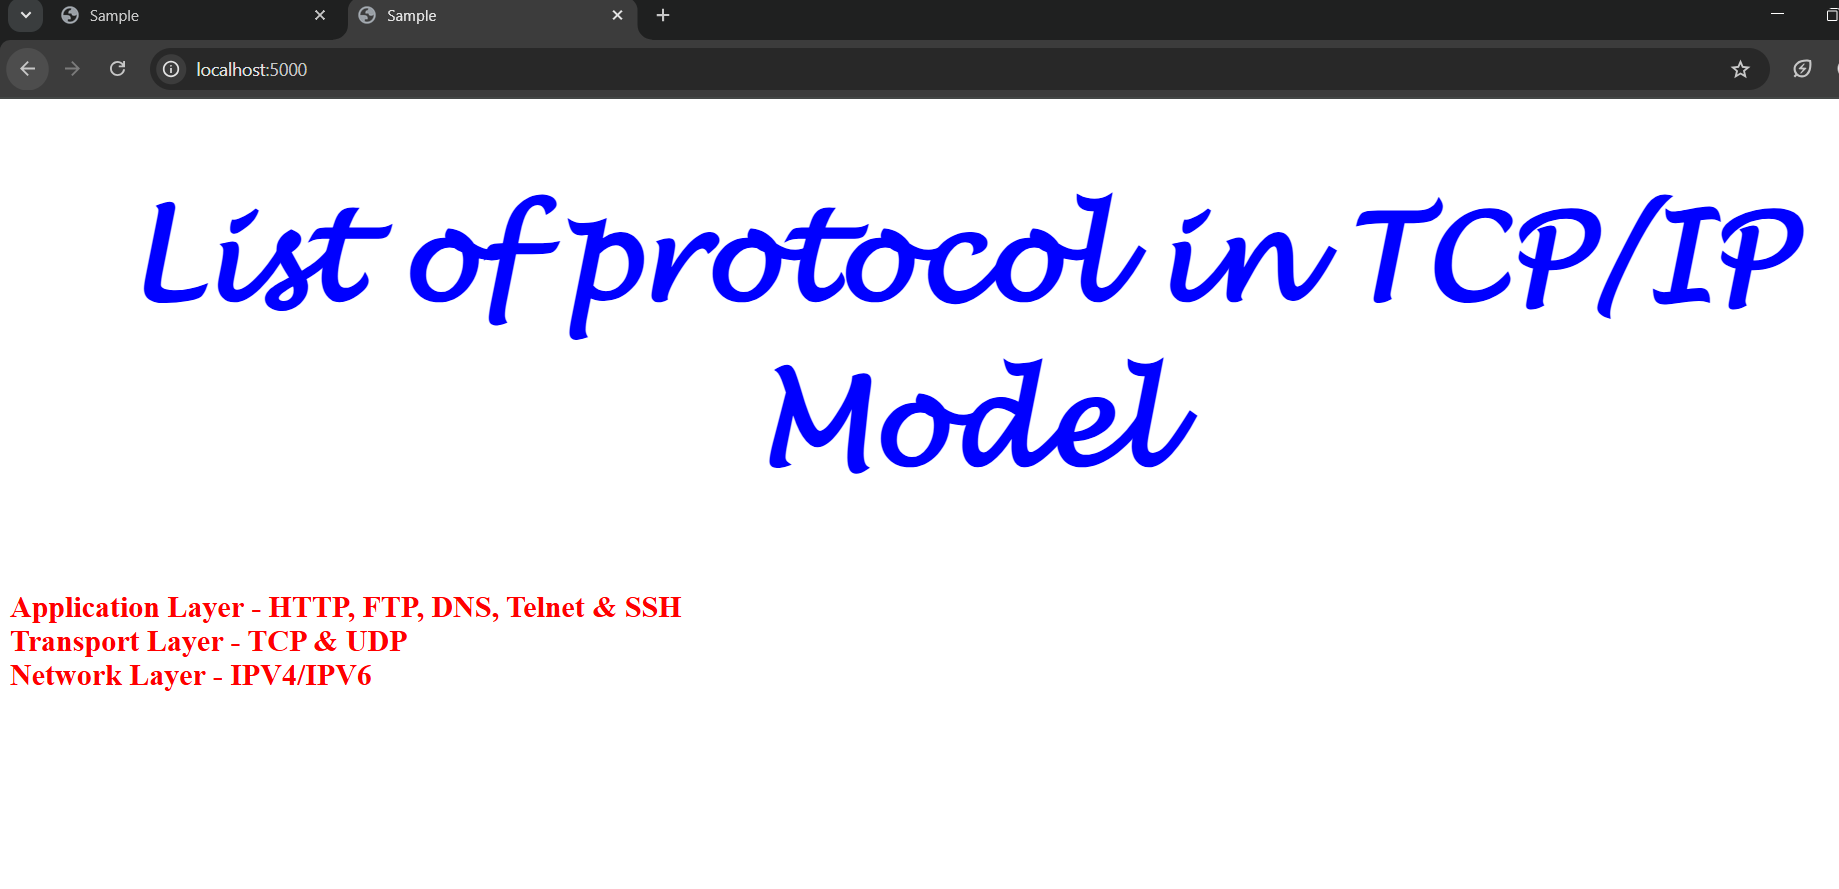 Sample
Sample
localhost:5000
List of protocol in TCP/IP
Model
Application Layer - HTTP, FTP, DNS, Telnet & SSH
Transport Layer - TCP & UDP
Network Layer - IPV4/IPV6